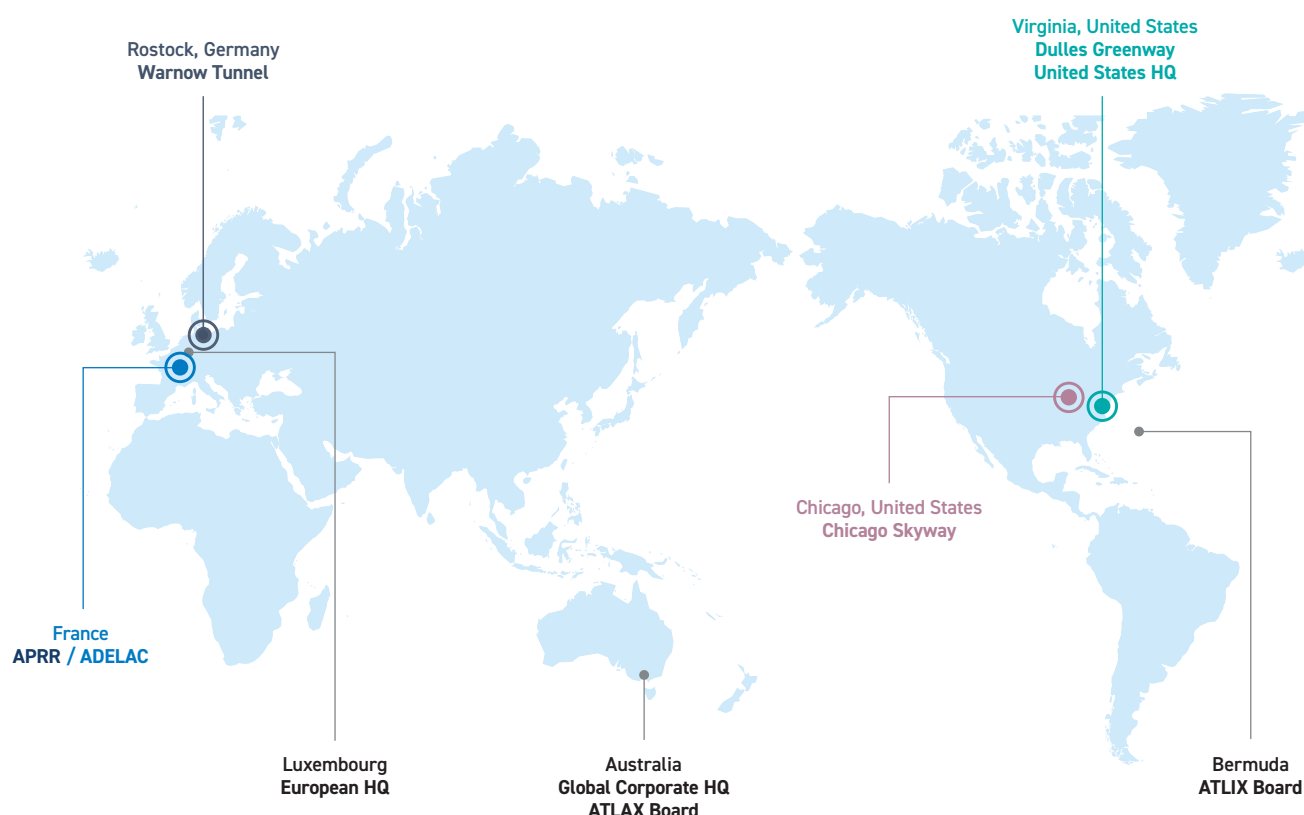 Rostock, Germany
Warnow Tunnel
Virginia, United States
Dulles Greenway
United States HQ
Chicago, United States
Chicago Skyway
France
APRR / ADELAC
Luxembourg
European HQ
Australia
Global Corporate HQ
ATLAX Board
Bermuda
ATLIX Board